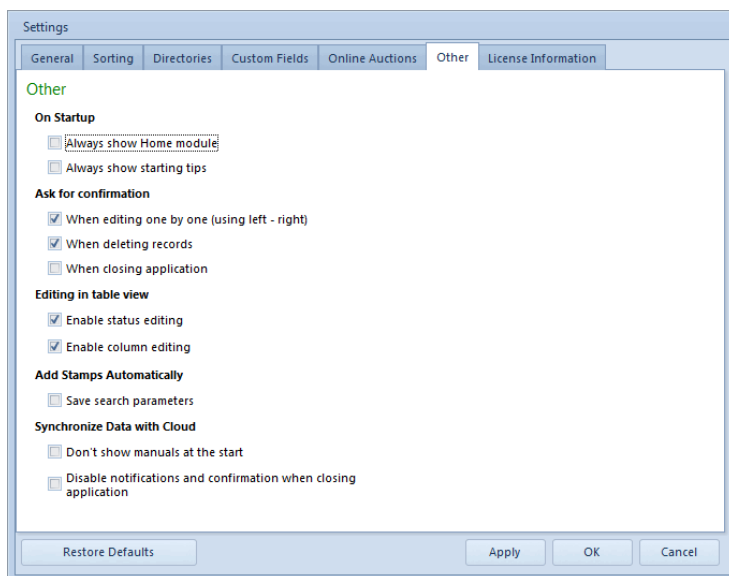 Settings
General Sorting Directories Custom Fields Online Auctions Other License Information
Other
On Startup
Always show Home module
Always show starting tips
Ask for confirmation
When editing one by one (using left - right)
When deleting records
When closing application
Editing in table view
Enable status editing
Enable column editing
Add Stamps Automatically
Save search parameters
Synchronize Data with Cloud
Don't show manuals at the start
Disable notifications and confirmation when closing
application
Restore Defaults Apply OK Cancel